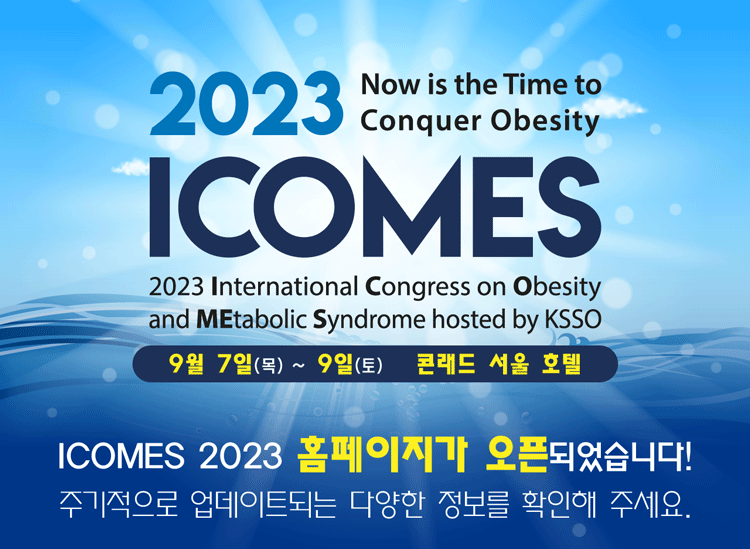 2023 Now is the Time to
Conquer Obesity
ICOMES
2023 International Congress on Obesity
and MEtabolic Syndrome hosted by KSSO
9월 7일(목) ~ 9일(토) 콘래드 서울 호텔
ICOMES 2023 홈페이지가 오픈되었습니다!
주기적으로 업데이트되는 다양한 정보를 확인해 주세요.